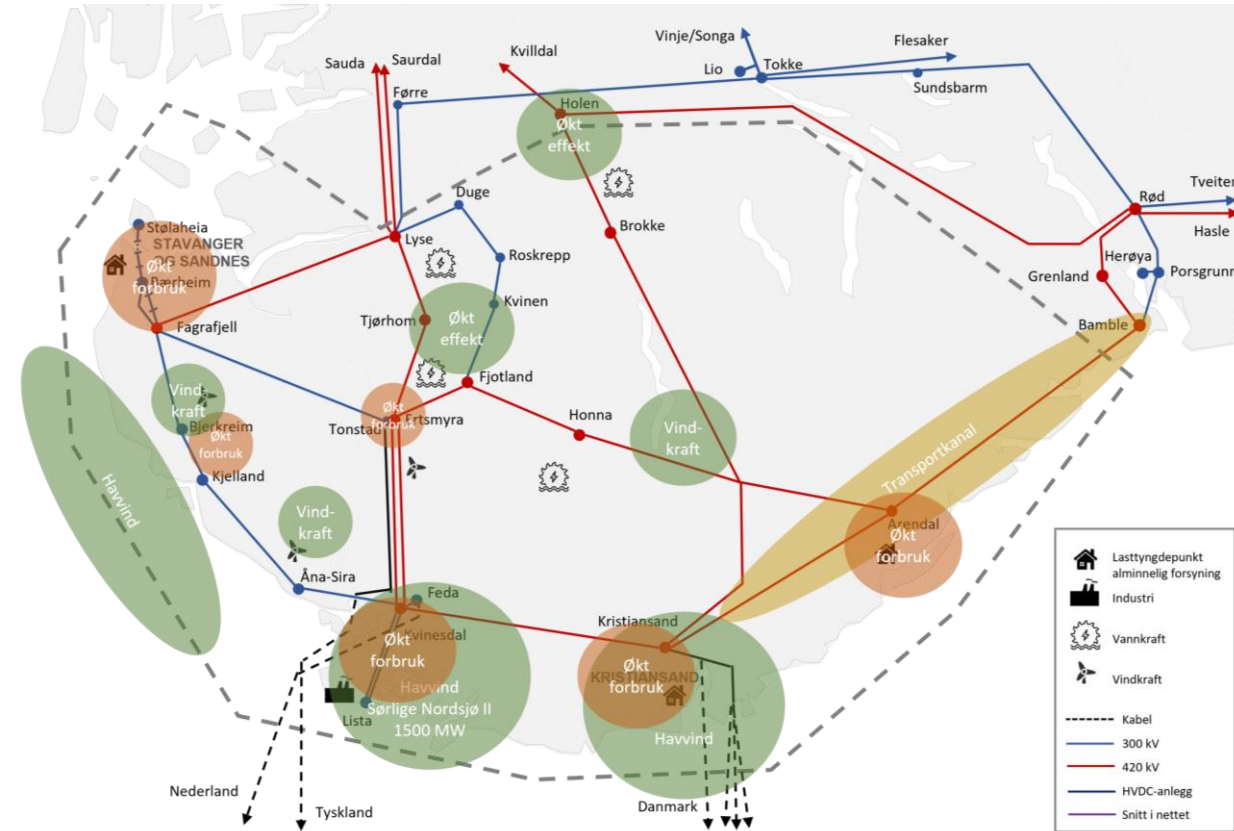 Vinje/Songa
Flesaker
Sauda
Saurdal
Kvilldal
Lio
Tokke
Sundsbarm
Førre
Holen
Økt
effekt
Tveiten
Duge
Rød
Stølaheia
Brokke
Hasle
STAVANGER
OG SANDNES
Lyse
Roskrepp
Herøya
Økt
forbruk
Bærheim
Grenland
Porsgrunn
Kvinen
Tjørhom
Økt
effekt
Fagrafjell
Bamble
Fjotland
Vind-
kraft
Økt
forbruk
Ertsmyra
Honna
Tonstad
Bjerkreim
Økt
forbruk
Vind-
kraft
Kjelland
Transportkanal
Havvind
Vind-
kraft
Arendal
Økt
forbruk
Åna-Sira
Feda
Kvinesdal
Kristiansand
Økt
forbruk
Økt
forbruk
KRISTIANSAND
Havvind
Sørlige Nordsjø II
1500 MW
Lista
Havvind
Nederland
Tyskland
Danmark
Lasttyngdepunkt
alminnelig forsyning
Industri
Vannkraft
Vindkraft
Kabel
300 kV
420 kV
HVDC-anlegg
Snitt i nettet